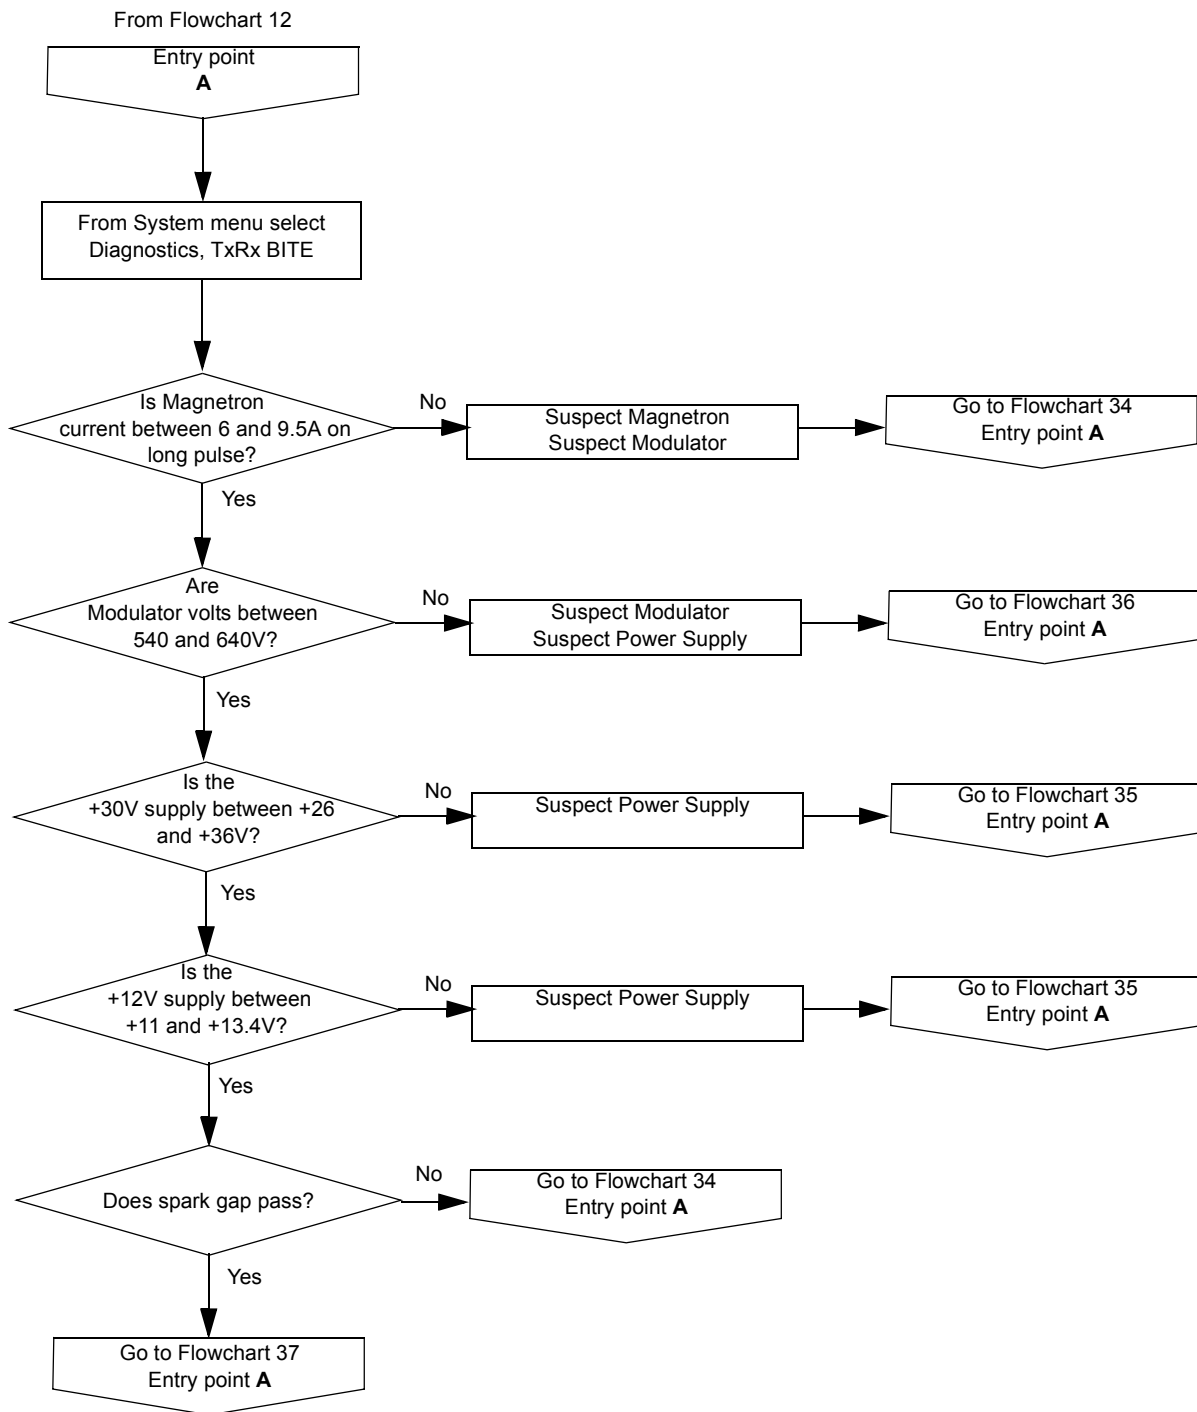 From Flowchart 12
Entry point
A
From System menu select
Diagnostics, TxRx BITE
Is Magnetron
current between 6 and 9.5A on
long pulse?
No
Suspect Magnetron
Suspect Modulator
Go to Flowchart 34
Entry point A
Yes
Are
Modulator volts between
540 and 640V?
No
Suspect Modulator
Suspect Power Supply
Go to Flowchart 36
Entry point A
Yes
Is the
+30V supply between +26
and +36V?
No
Suspect Power Supply
Go to Flowchart 35
Entry point A
Yes
Is the
+12V supply between
+11 and +13.4V?
No
Suspect Power Supply
Go to Flowchart 35
Entry point A
Yes
Does spark gap pass?
No
Go to Flowchart 34
Entry point A
Yes
Go to Flowchart 37
Entry point A